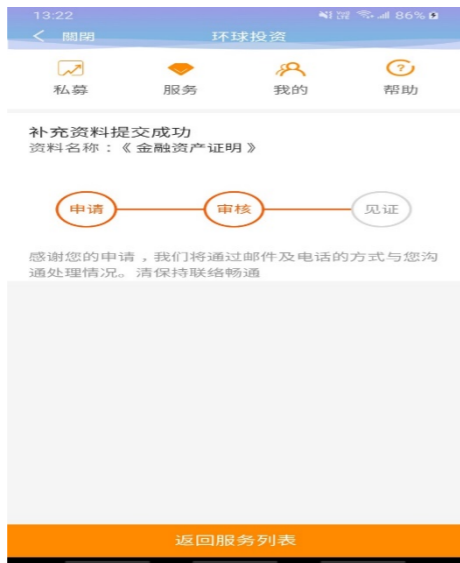 13:22
86%
關閉
环球投资
私募
服务
我的
帮助
补充资料提交成功
资料名称：《金融资产证明》
申请
审核
见证
感谢您的申请，我们将通过邮件及电话的方式与您沟
通处理情况。清保持联络畅通
返回服务列表